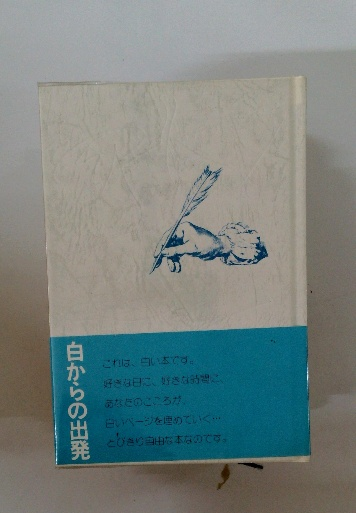 白からの出発
これは、白い本です。
好きな日に、好きな時間に、
あなたのこころが、
白いページを埋めていく…
とびきり自由な本なのです。